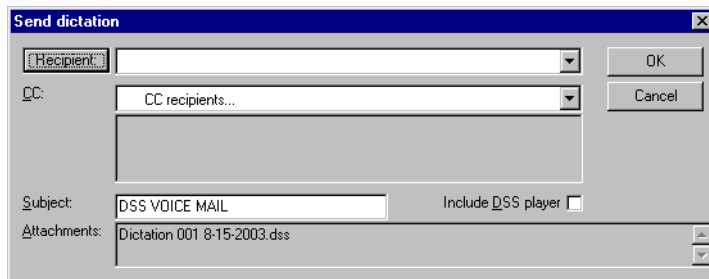 Send dictation
Recipient: OK
CC: CC recipients... Cancel
Subject: DSS VOICE MAIL Include DSS player
Attachments: Dictation 001 8-15-2003.dss